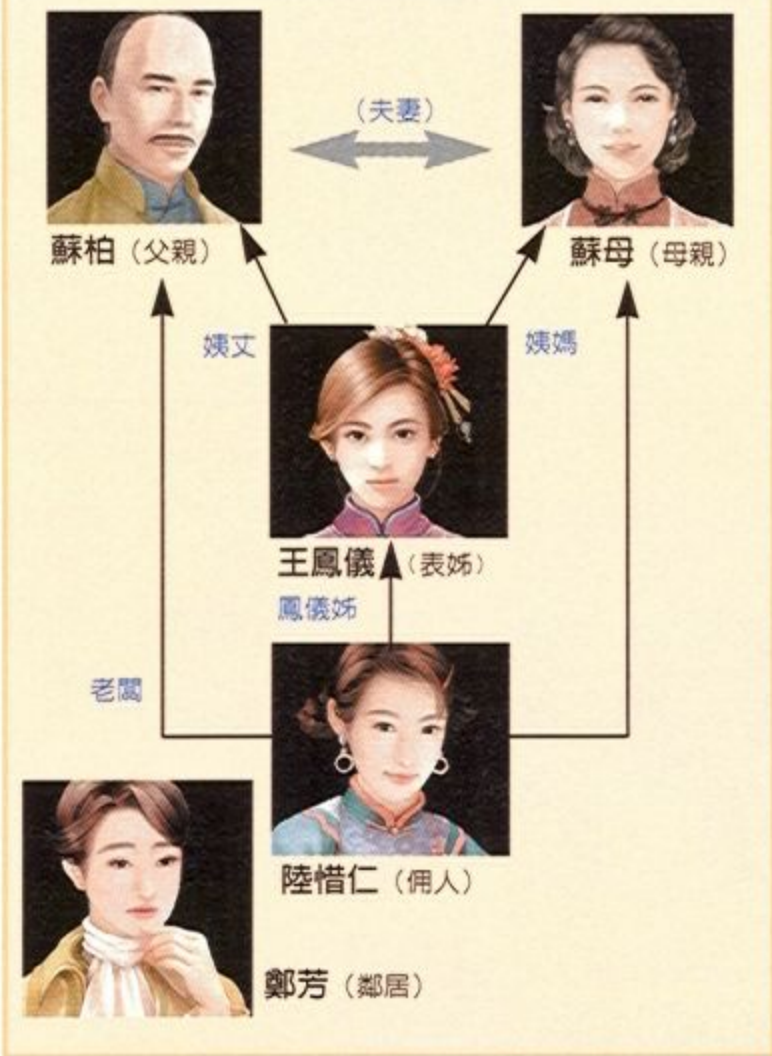 (夫妻)
蘇柏（父親）
蘇母（母親）
姨丈
姨媽
王鳳儀（表姊）
鳳儀姊
老闆
陸惜仁（佣人）
鄭芳（鄰居）